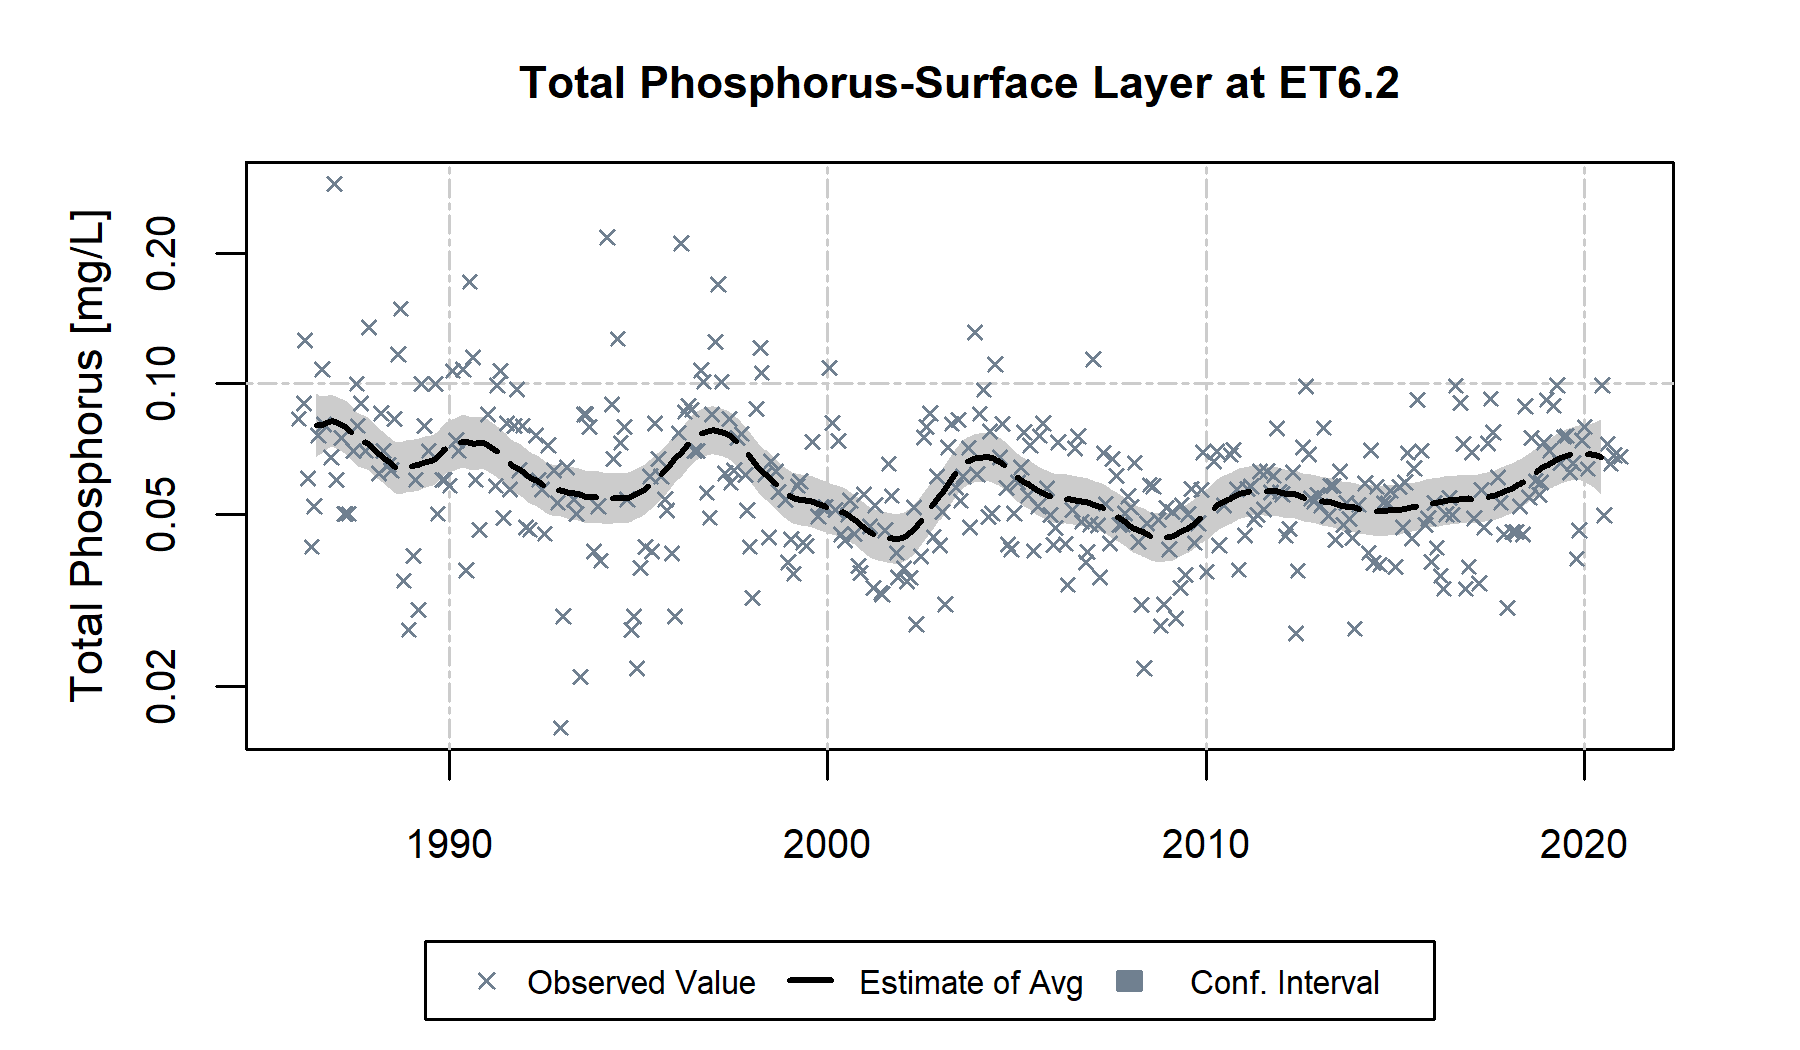 Total Phosphorus-Surface Layer at ET6.2
Total Phosphorus [mg/L]
0.20
0.10
0.05
0.02
1990 2000 2010 2020
Observed Value Estimate of Avg Conf. Interval